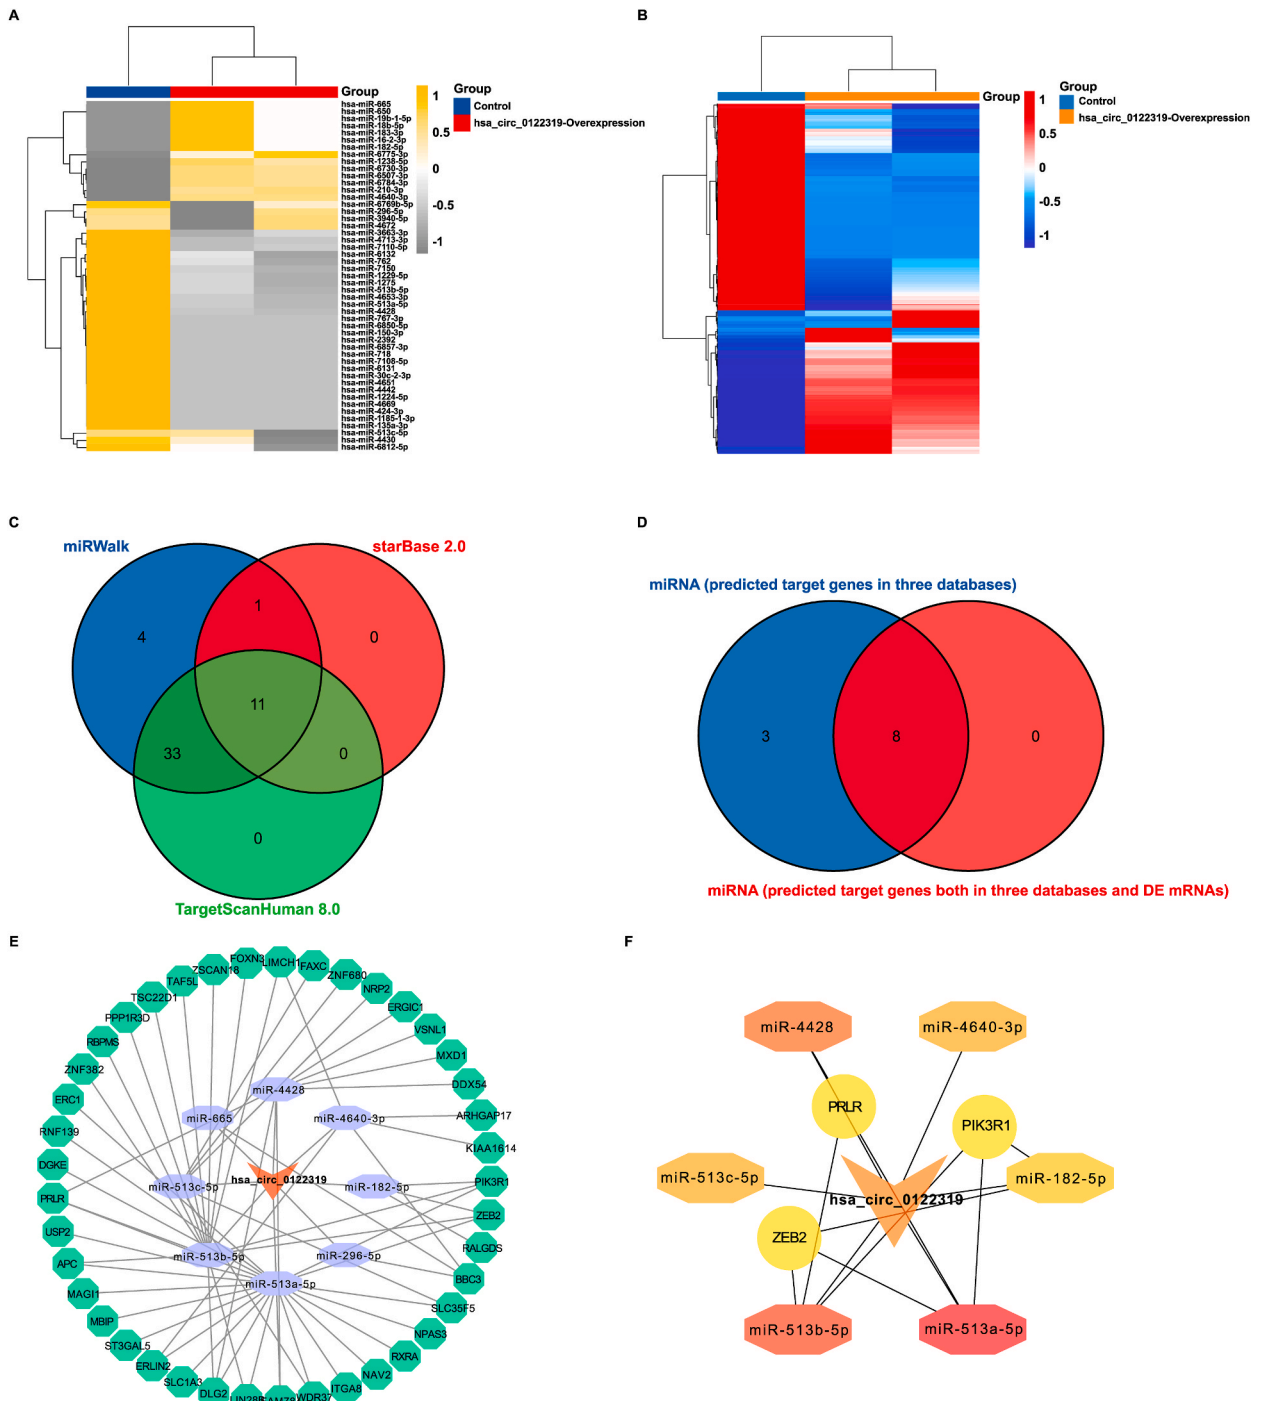 A
Group
hsa-miR-665
hsa-miR-650
hsa-miR-19b-1-5p
hsa-miR-18b-5p
hsa-miR-183-3p
hsa-miR-16-2-3p
hsa-miR-182-5p
hsa-miR-6775-3p
hsa-miR-1238-5p
hsa-miR-6730-3p
hsa-miR-6507-3p
hsa-miR-6784-3p
hsa-miR-210-3p
hsa-miR-4640-3p
hsa-miR-6769b-5p
hsa-miR-296-5p
hsa-miR-3940-5p
hsa-miR-4672
hsa-miR-3663-3p
hsa-miR-4713-3p
hsa-miR-7110-5p
hsa-miR-6132
hsa-miR-762
hsa-miR-7150
hsa-miR-1229-5p
hsa-miR-1275
hsa-miR-513b-5p
hsa-miR-4653-3p
hsa-miR-513a-5p
hsa-miR-4428
hsa-miR-767-3p
hsa-miR-6850-5p
hsa-miR-150-3p
hsa-miR-2392
hsa-miR-6857-3p
hsa-miR-718
hsa-miR-7108-5p
hsa-miR-6131
hsa-miR-30c-2-3p
hsa-miR-4651
hsa-miR-4442
hsa-miR-1224-5p
hsa-miR-4669
hsa-miR-424-3p
hsa-miR-1185-1-3p
hsa-miR-135a-3p
hsa-miR-513c-5p
hsa-miR-4430
hsa-miR-6812-5p
1
0.5
0
-0.5
-1
Group
Control
hsa_circ_0122319-Overexpression
B
Group
1
0.5
0
-0.5
-1
Group
Control
hsa_circ_0122319-Overexpression
C
miRWalk
starBase 2.0
1
4
0
11
33
0
0
TargetScanHuman 8.0
D
miRNA (predicted target genes in three databases)
3
8
0
miRNA (predicted target genes both in three databases and DE mRNAs)
E
FOXN3
LIMCH1
FAXC
ZSCAN18
ZNF680
TAF5L
NRP2
TSC22D1
ERGIC1
PPP1R3D
VSNL1
RBPMS
MXD1
ZNF382
DDX54
ERC1
ARHGAP17
RNF139
KIAA1614
DGKE
PIK3R1
PRLR
ZEB2
USP2
RALGDS
APC
BBC3
MAGI1
SLC35F5
MBIP
NPAS3
ST3GAL5
RXRA
ERLIN2
NAV2
SLC1A3
ITGA8
DLG2
WDR37
miR-4428
miR-665
miR-4640-3p
hsa_circ_0122319
miR-513c-5p
miR-182-5p
miR-513b-5p
miR-296-5p
miR-513a-5p
F
miR-4428
miR-4640-3p
PRLR
PIK3R1
miR-513c-5p
miR-182-5p
hsa_circ_0122319
ZEB2
miR-513b-5p
miR-513a-5p